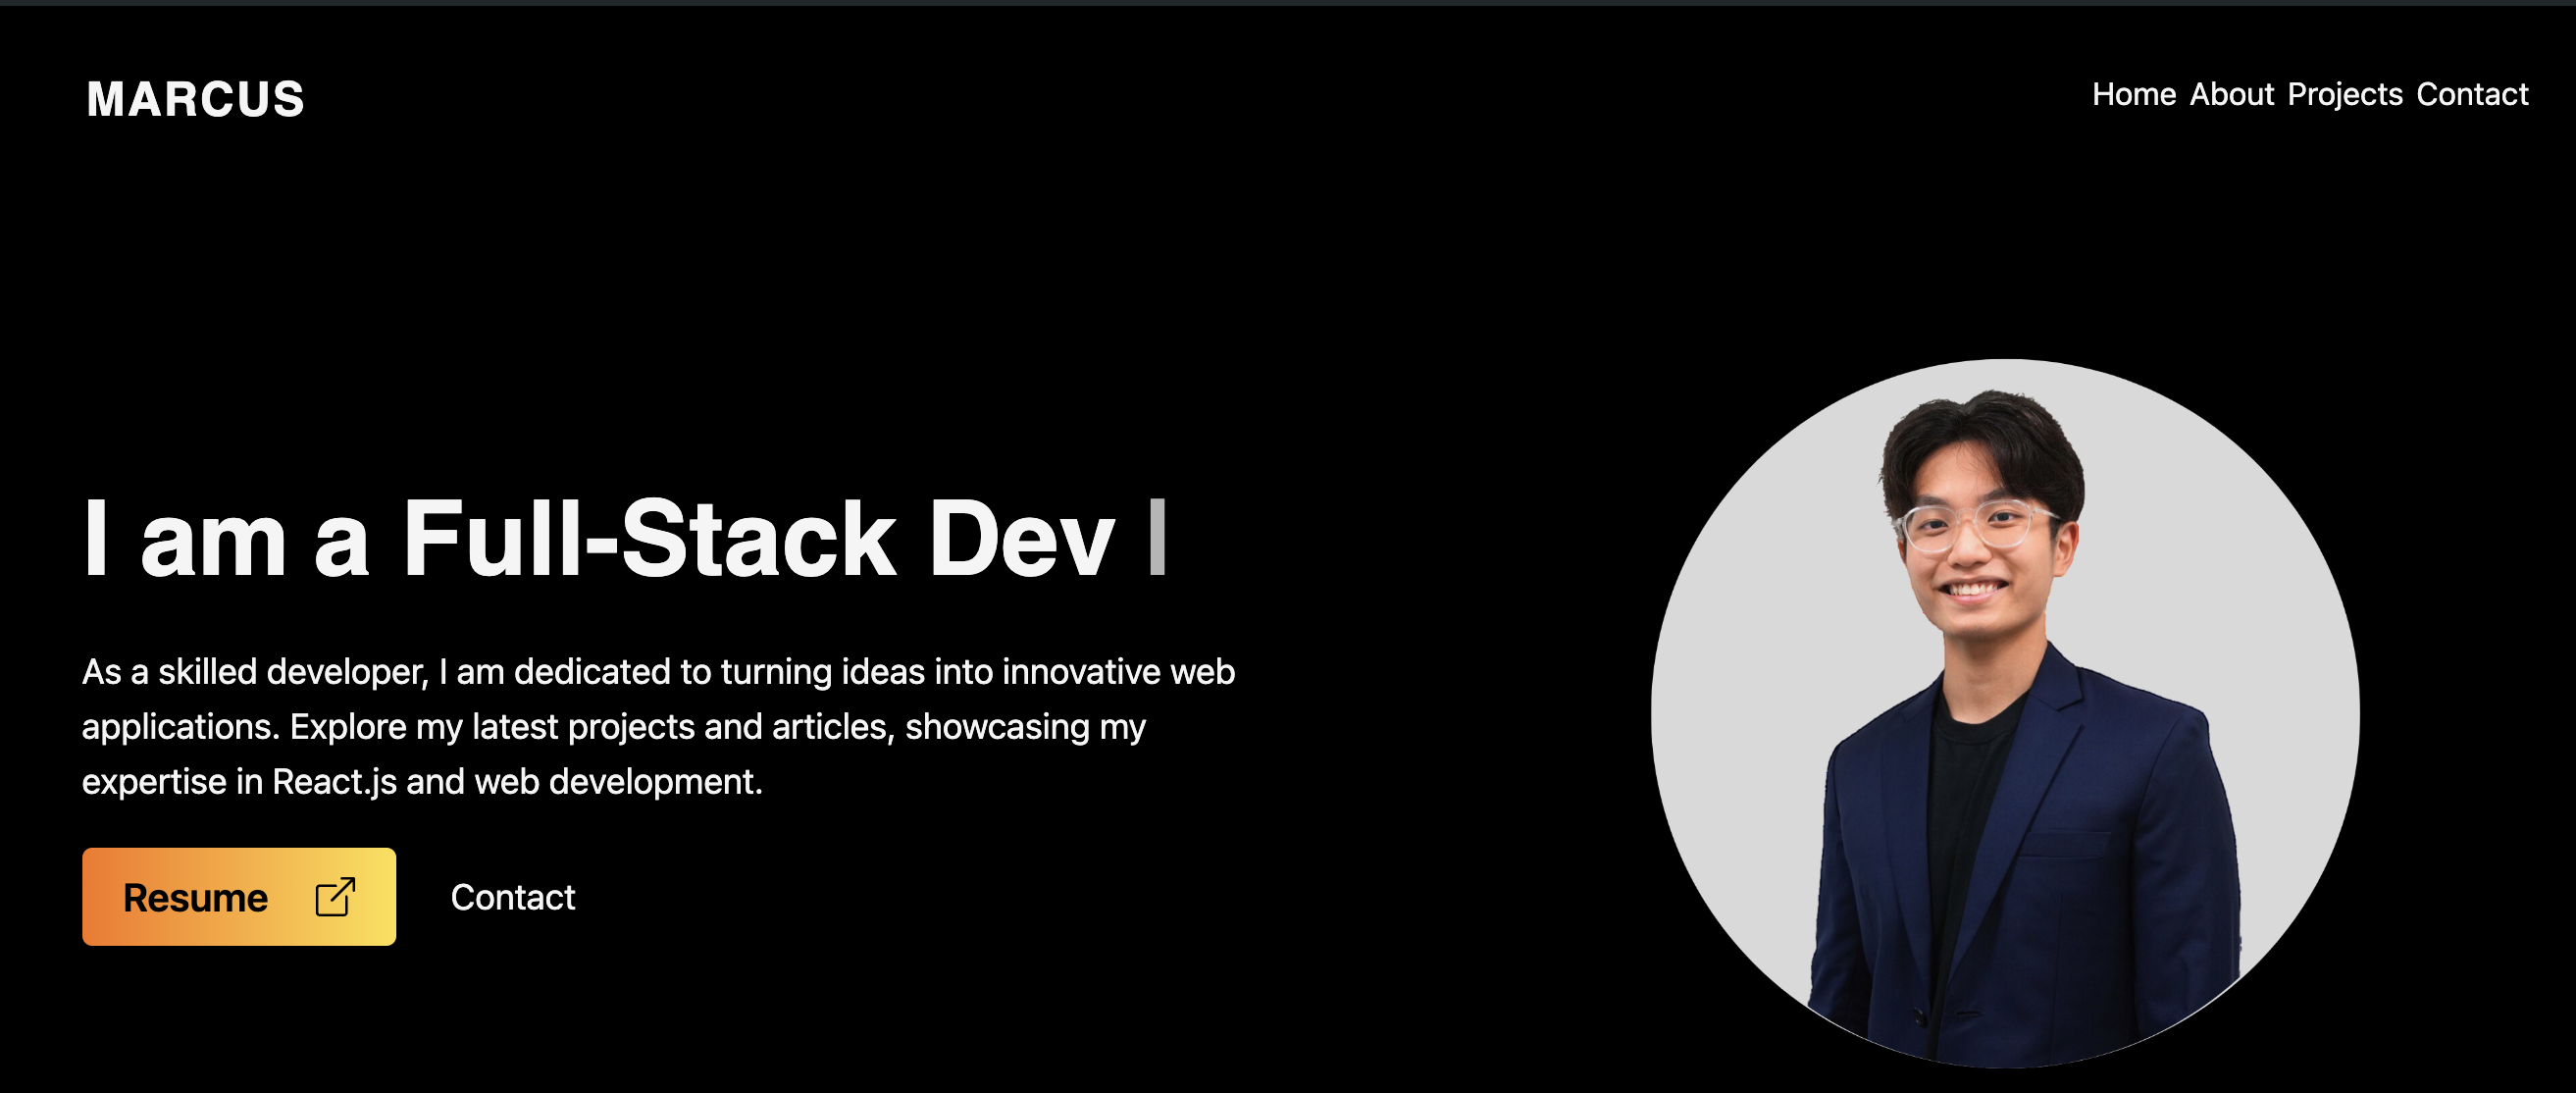 MARCUS
Home About Projects Contact
I am a Full-Stack Dev
As a skilled developer, I am dedicated to turning ideas into innovative web
applications. Explore my latest projects and articles, showcasing my
expertise in React.js and web development.
Resume
Contact